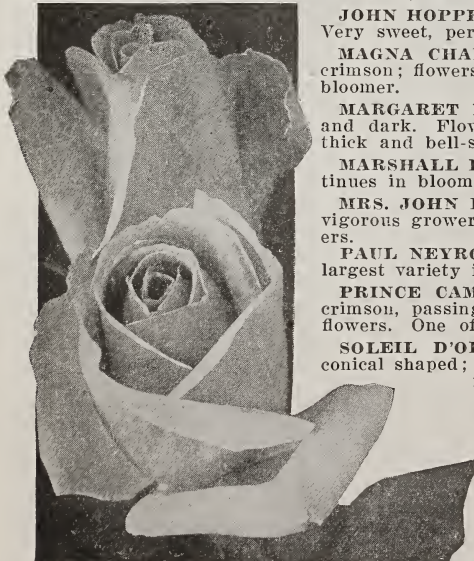 JOHN HOPPE
Very sweet, per
MAGNA CHA
crimson; flowers
bloomer.
MARGARET
and dark. Flow
thick and bell-s
MARSHALL
tinues in bloom
MRS. JOHN
vigorous grower
ers.
PAUL NEYRO
largest variety i
PRINCE CAM
crimson, passing
flowers. One of
SOLEIL D'O
conical shaped;